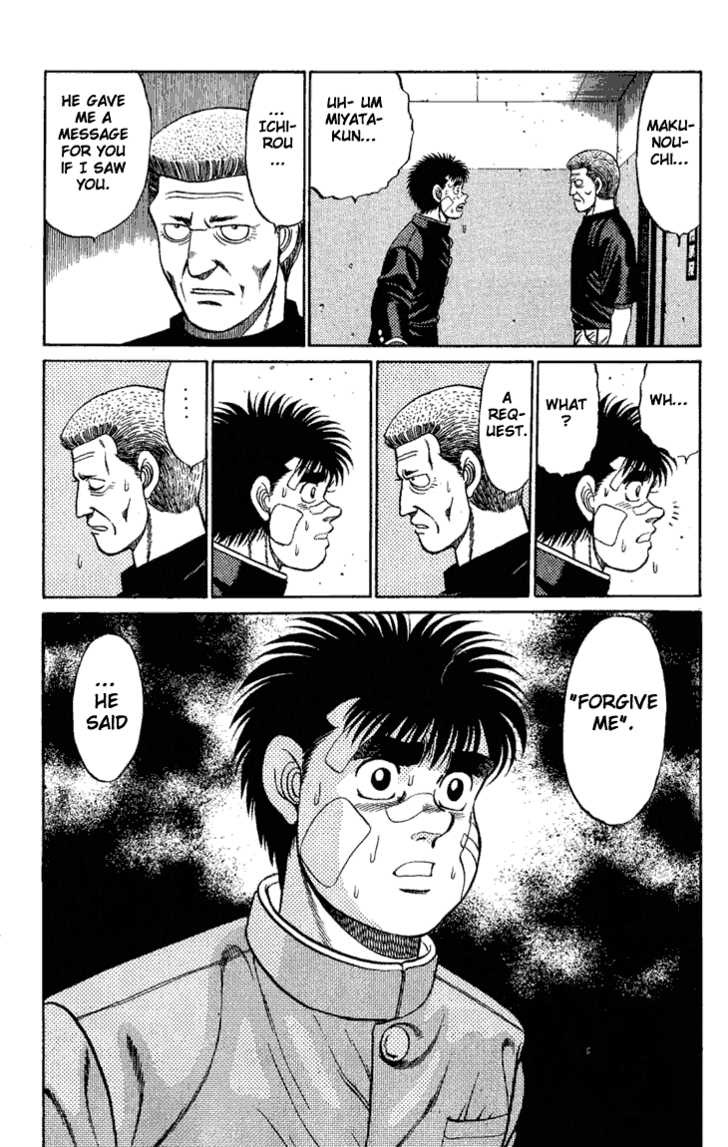 MAKU-
NOU-
CHI...
UH- UM
MIYATA-
KUN...
...
ICHI-
ROU
...
HE GAVE
ME A
MESSAGE
FOR YOU
IF I SAW
YOU.
WH...
WHAT
?
A
REQ-
UEST.
...
"FORGIVE
ME".
...
HE
SAID